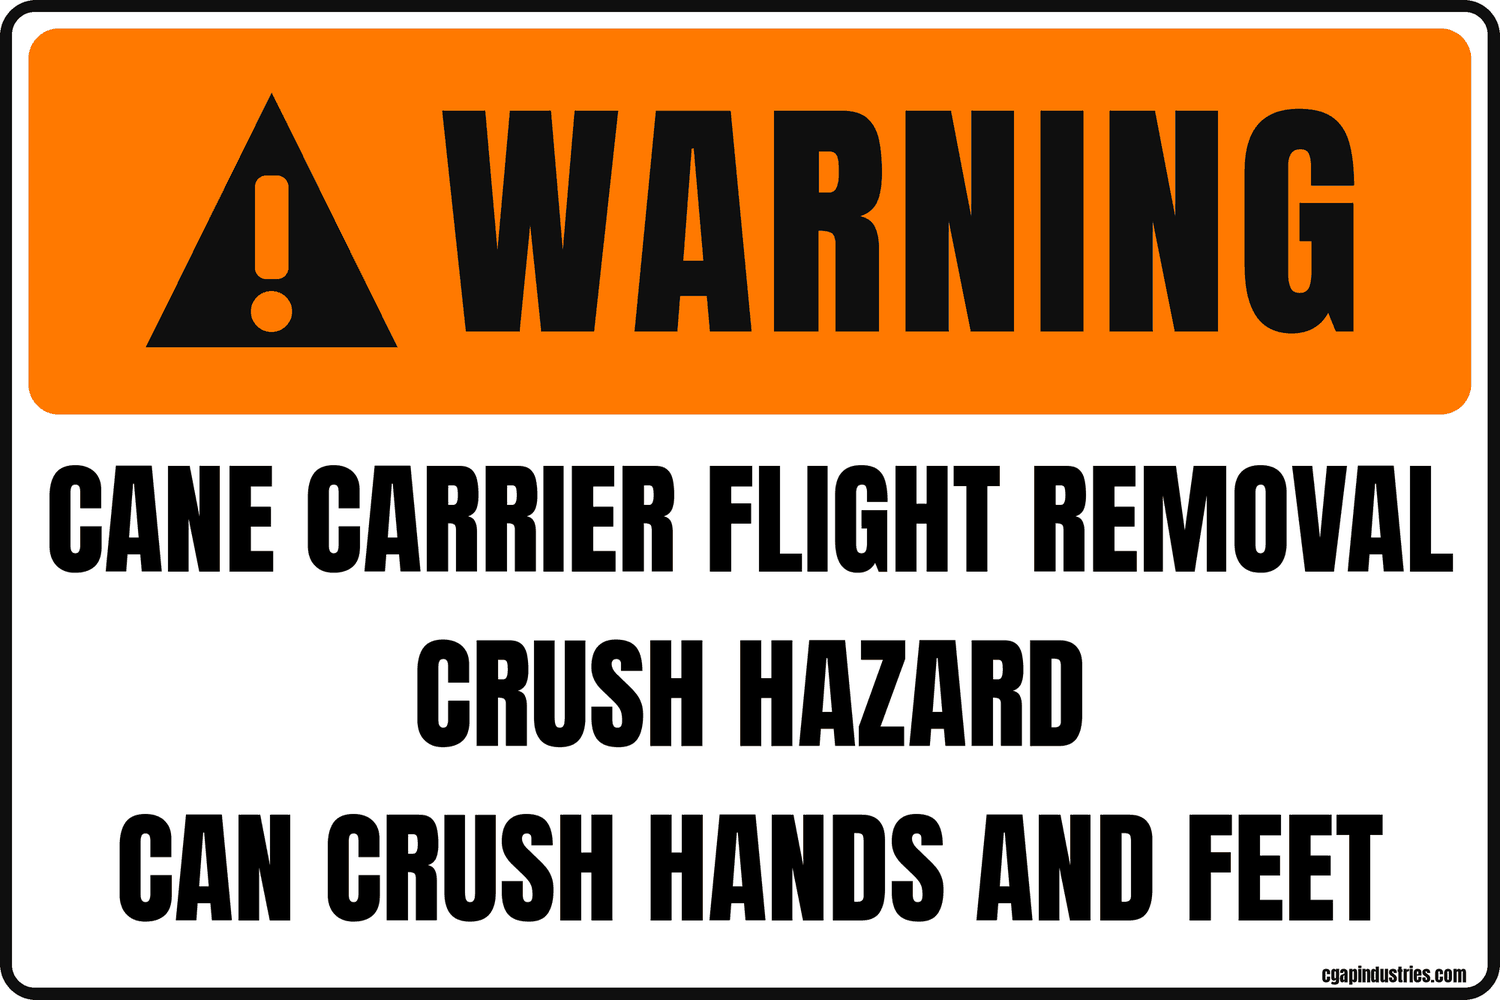 WARNING
CANE CARRIER FLIGHT REMOVAL
CRUSH HAZARD
CAN CRUSH HANDS AND FEET
cgapindustries.com